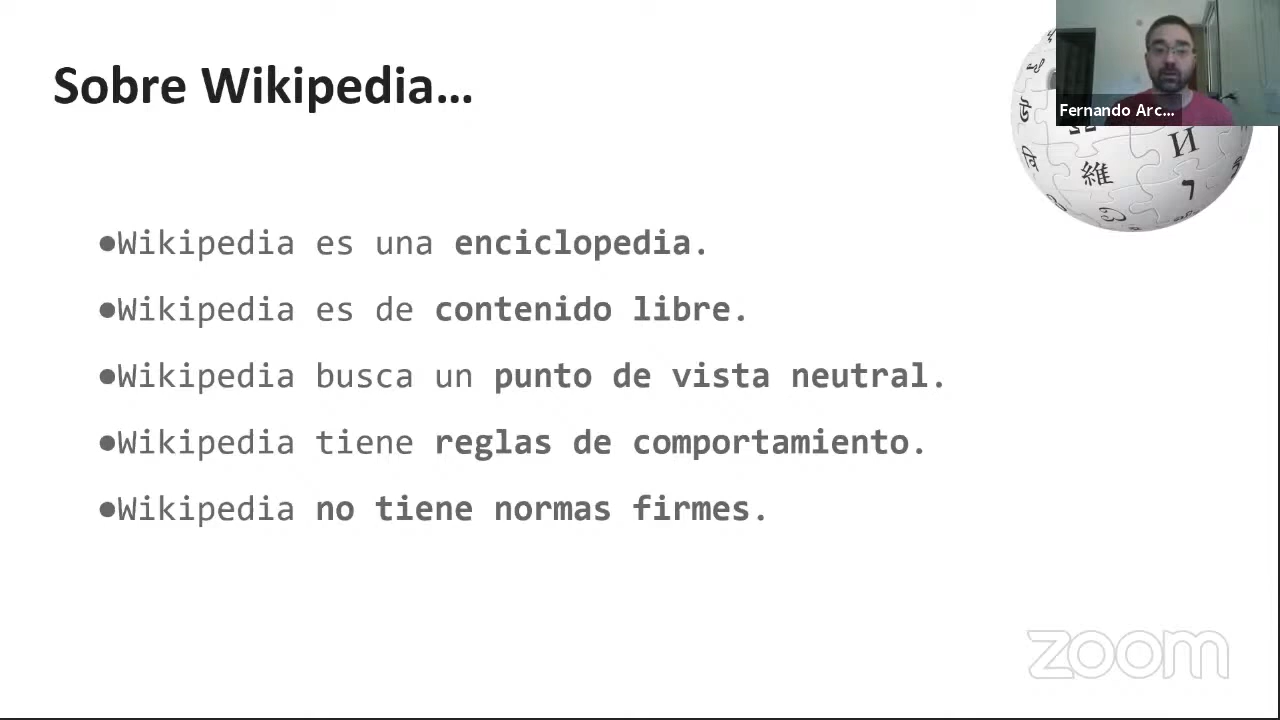 Sobre Wikipedia...
Fernando Arc...
И
維
●Wikipedia es una enciclopedia.
●Wikipedia es de contenido libre.
●Wikipedia busca un punto de vista neutral.
●Wikipedia tiene reglas de comportamiento.
●Wikipedia no tiene normas firmes.
zoom